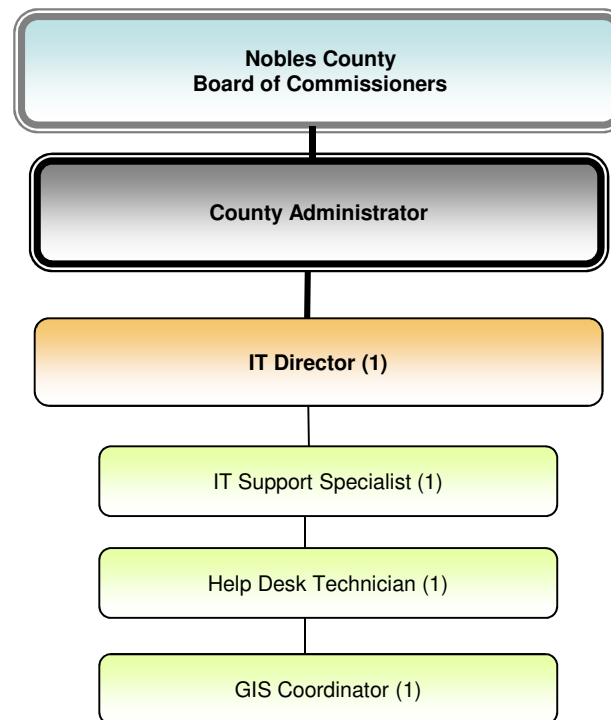 Nobles County
Board of Commissioners
County Administrator
IT Director (1)
IT Support Specialist (1)
Help Desk Technician (1)
GIS Coordinator (1)